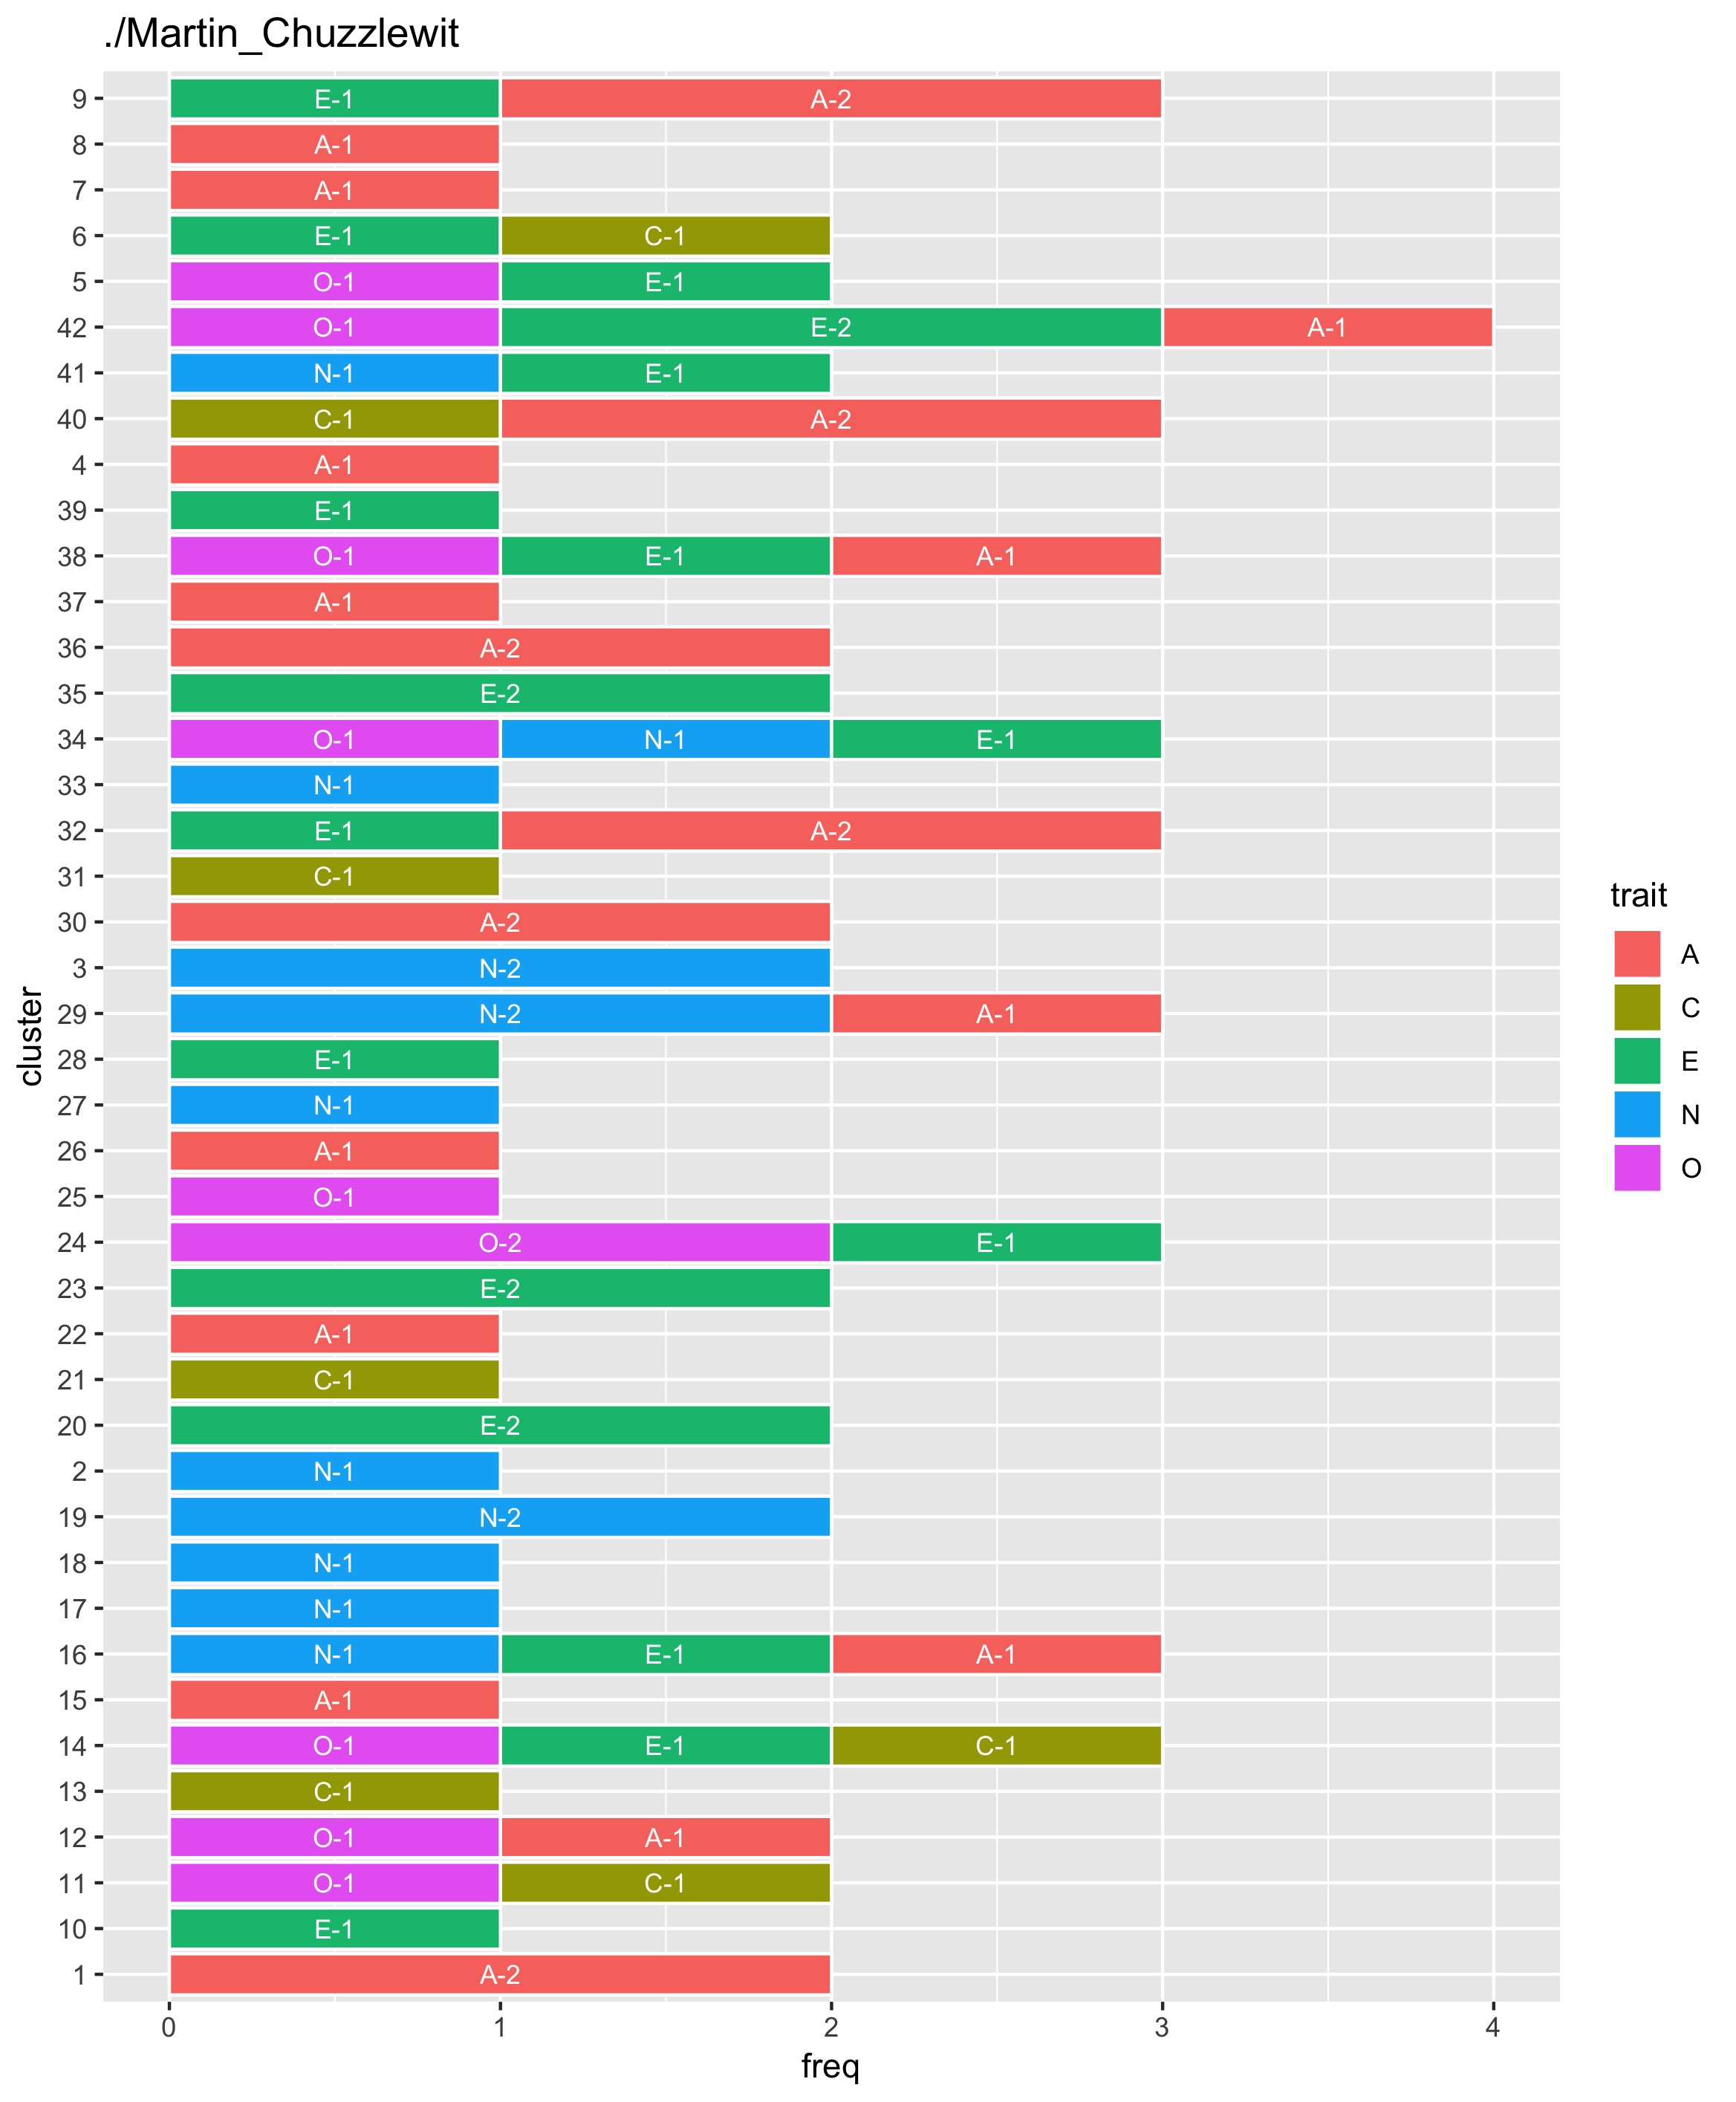 ./Martin_Chuzzlewit
9 E-1 A-2
8 A-1
7 A-1
6 E-1 C-1
5 O-1 E-1
42 O-1 E-2 A-1
41 N-1 E-1
40 C-1 A-2
4 A-1
39 E-1
38 O-1 E-1 A-1
37 A-1
36 A-2
35 E-2
34 O-1 N-1 E-1
33 N-1
32 E-1 A-2
31 C-1
30 A-2
3 N-2
29 N-2 A-1
28 E-1
27 N-1
26 A-1
25 O-1
24 O-2 E-1
23 E-2
22 A-1
21 C-1
20 E-2
2 N-1
19 N-2
18 N-1
17 N-1
16 N-1 E-1 A-1
15 A-1
14 O-1 E-1 C-1
13 C-1
12 O-1 A-1
11 O-1 C-1
10 E-1
1 A-2
0 1 2 3 4
freq
cluster
trait
A
C
E
N
O